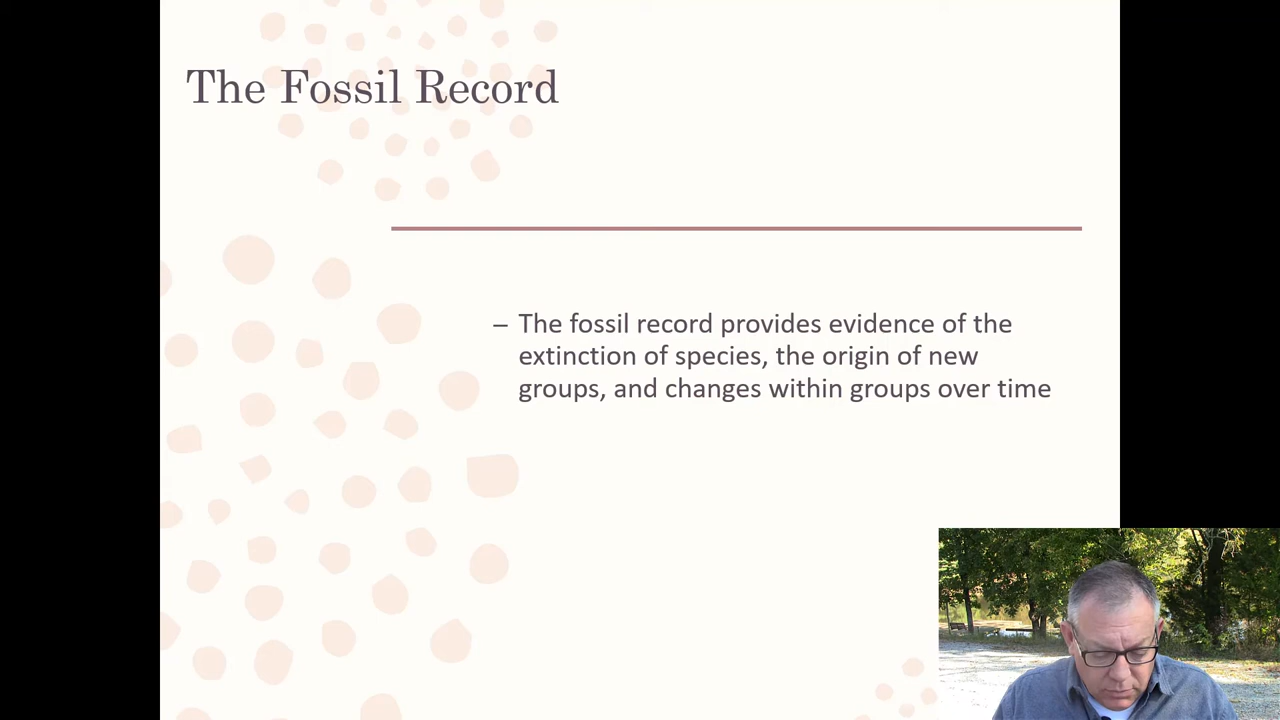 The Fossil Record
– The fossil record provides evidence of the
extinction of species, the origin of new
groups, and changes within groups over time